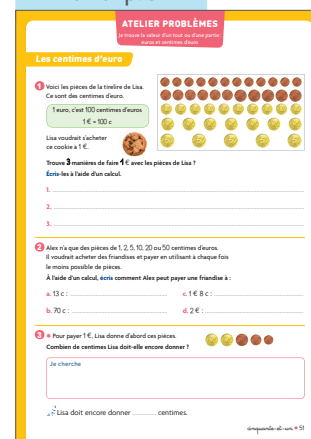 ATELIER PROBLÈMES
Je trouve la valeur d'un tout ou d'une partie :
euros et centimes d'euro
Les centimes d'euro
1 Voici les pièces de la tirelire de Lisa.
Ce sont des centimes d'euro.
1 euro, c'est 100 centimes d'euros
1 € = 100 c
Lisa voudrait s'acheter
ce cookie à 1 €.
Trouve 3 manières de faire 1 € avec les pièces de Lisa ?
Écris-les à l'aide d'un calcul.
1.
2.
3.
2 Alex n'a que des pièces de 1, 2, 5, 10, 20 ou 50 centimes d'euros.
Il voudrait acheter des friandises et payer en utilisant à chaque fois
le moins possible de pièces.
À l'aide d'un calcul, écris comment Alex peut payer une friandise à :
a. 13 c :
c. 1 € 8 c :
b. 70 c :
d. 2 € :
3 * Pour payer 1 €, Lisa donne d'abord ces pièces.
Combien de centimes Lisa doit-elle encore donner ?
Je cherche
Lisa doit encore donner centimes.
cinquante-et-un • 51